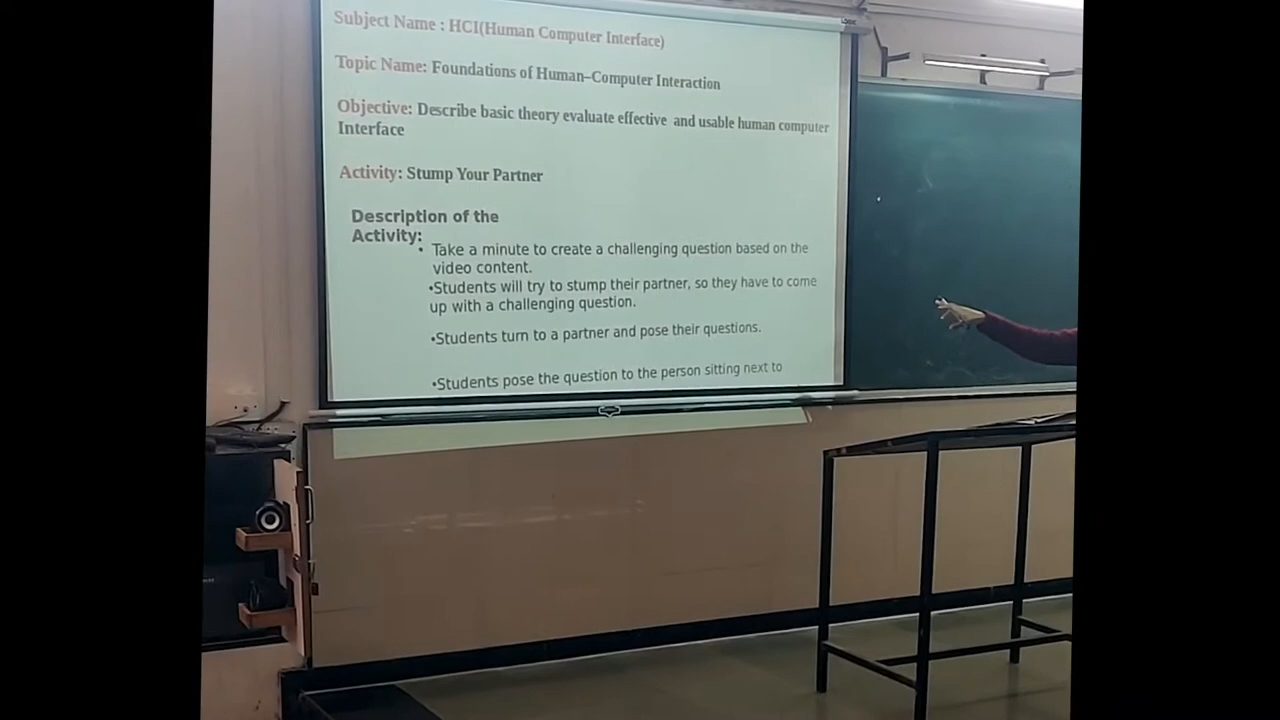 LOGIC
Subject Name : HCI(Human Computer Interface)
Topic Name: Foundations of Human–Computer Interaction
Objective: Describe basic theory evaluate effective and usable human computer
Interface
Activity: Stump Your Partner
Description of the
Activity:
• Take a minute to create a challenging question based on the
video content.
•Students will try to stump their partner, so they have to come
up with a challenging question.
•Students turn to a partner and pose their questions.
•Students pose the question to the person sitting next to